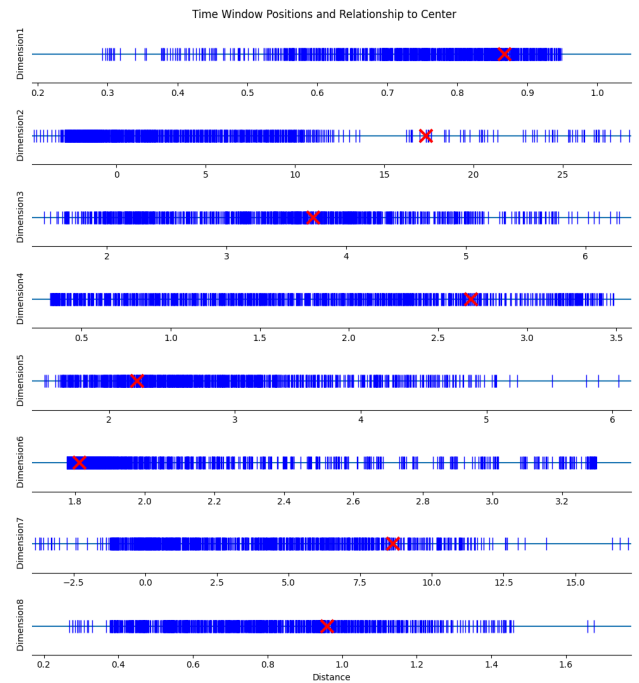 Time Window Positions and Relationship to Center
Dimension1
0.2 0.3 0.4 0.5 0.6 0.7 0.8 0.9 1.0
Dimension2
0 5 10 15 20 25
Dimension3
2 3 4 5 6
Dimension4
0.5 1.0 1.5 2.0 2.5 3.0 3.5
Dimension5
2 3 4 5 6
Dimension6
1.8 2.0 2.2 2.4 2.6 2.8 3.0 3.2
Dimension7
−2.5 0.0 2.5 5.0 7.5 10.0 12.5 15.0
Dimension8
0.2 0.4 0.6 0.8 1.0 1.2 1.4 1.6
Distance